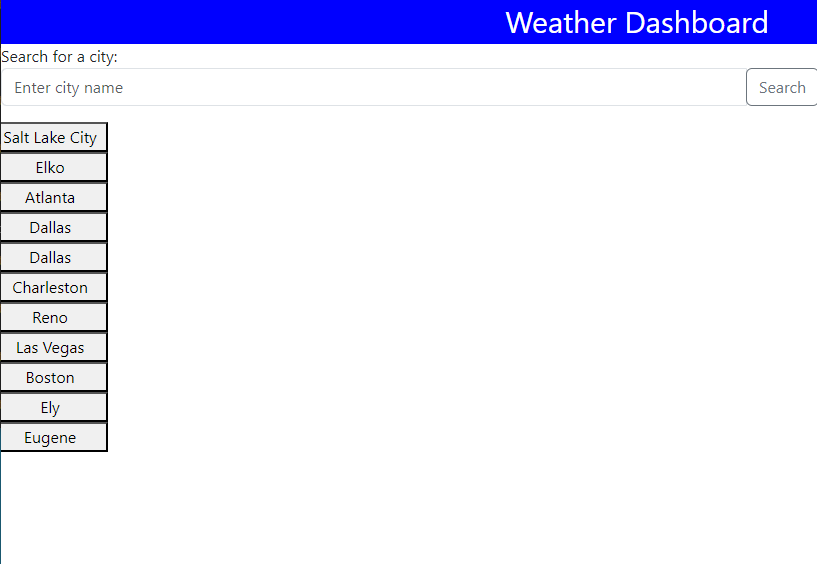 Weather Dashboard
Search for a city:
Enter city name
Search
Salt Lake City
Elko
Atlanta
Dallas
Dallas
Charleston
Reno
Las Vegas
Boston
Ely
Eugene